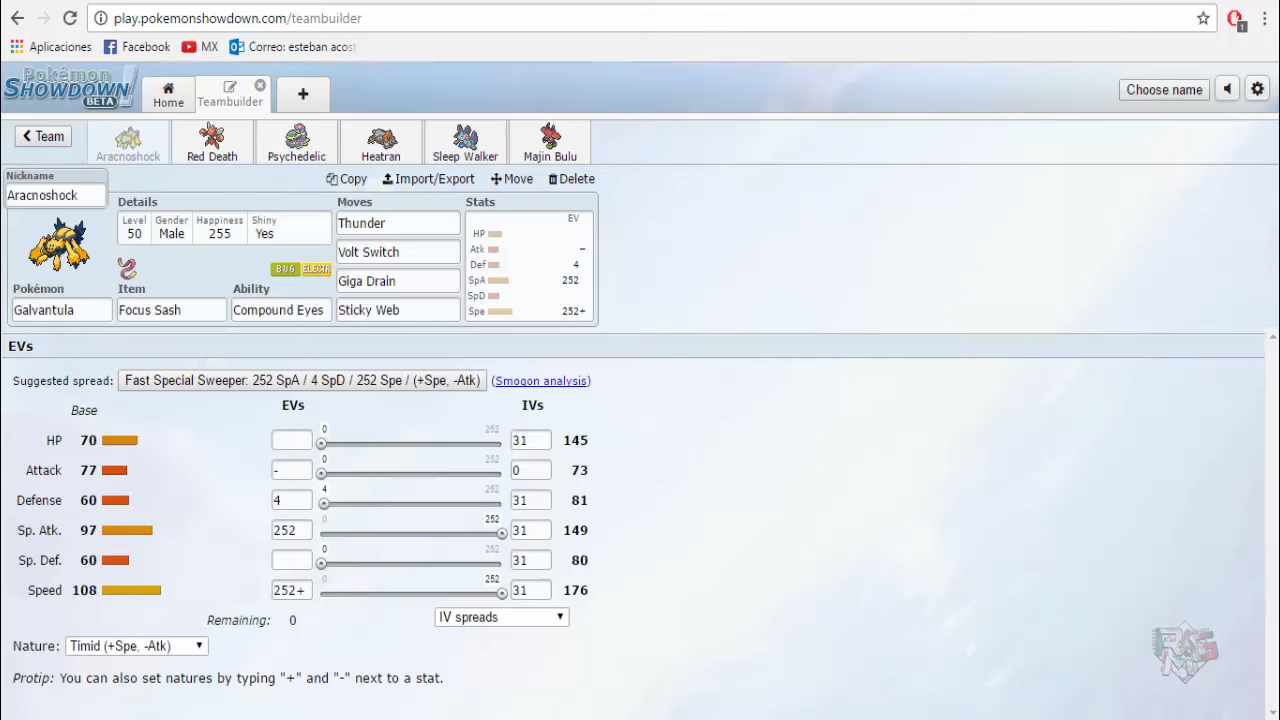 play.pokemonshowdown.com/teambuilder
1
Aplicaciones Facebook MX Correo: esteban acos
Pokémon
SHOWDOWN!
BETA
Home Teambuilder + Choose name
< Team Aracnoshock Red Death Psychedelic Heatran Sleep Walker Majin Bulu
Copy Import/Export Move Delete
Nickname
Aracnoshock
Details Moves Stats
Level Gender Happiness Shiny
50 Male 255 Yes
Thunder
Volt Switch
Giga Drain
Sticky Web
EV
HP
Atk –
Def 4
SpA 252
SpD
Spe 252+
BUG ELECTR
Pokémon Item Ability
Galvantula Focus Sash Compound Eyes
EVs
Suggested spread: Fast Special Sweeper: 252 SpA / 4 SpD / 252 Spe / (+Spe, -Atk) (Smogon analysis)
Base EVs IVs
HP 70 0 252 31 145
Attack 77 - 0 252 0 73
Defense 60 4 4 252 31 81
Sp. Atk. 97 252 0 252 31 149
Sp. Def. 60 0 252 31 80
Speed 108 252+ 0 252 31 176
Remaining: 0 IV spreads
Nature: Timid (+Spe, -Atk)
Protip: You can also set natures by typing "+" and "-" next to a stat.